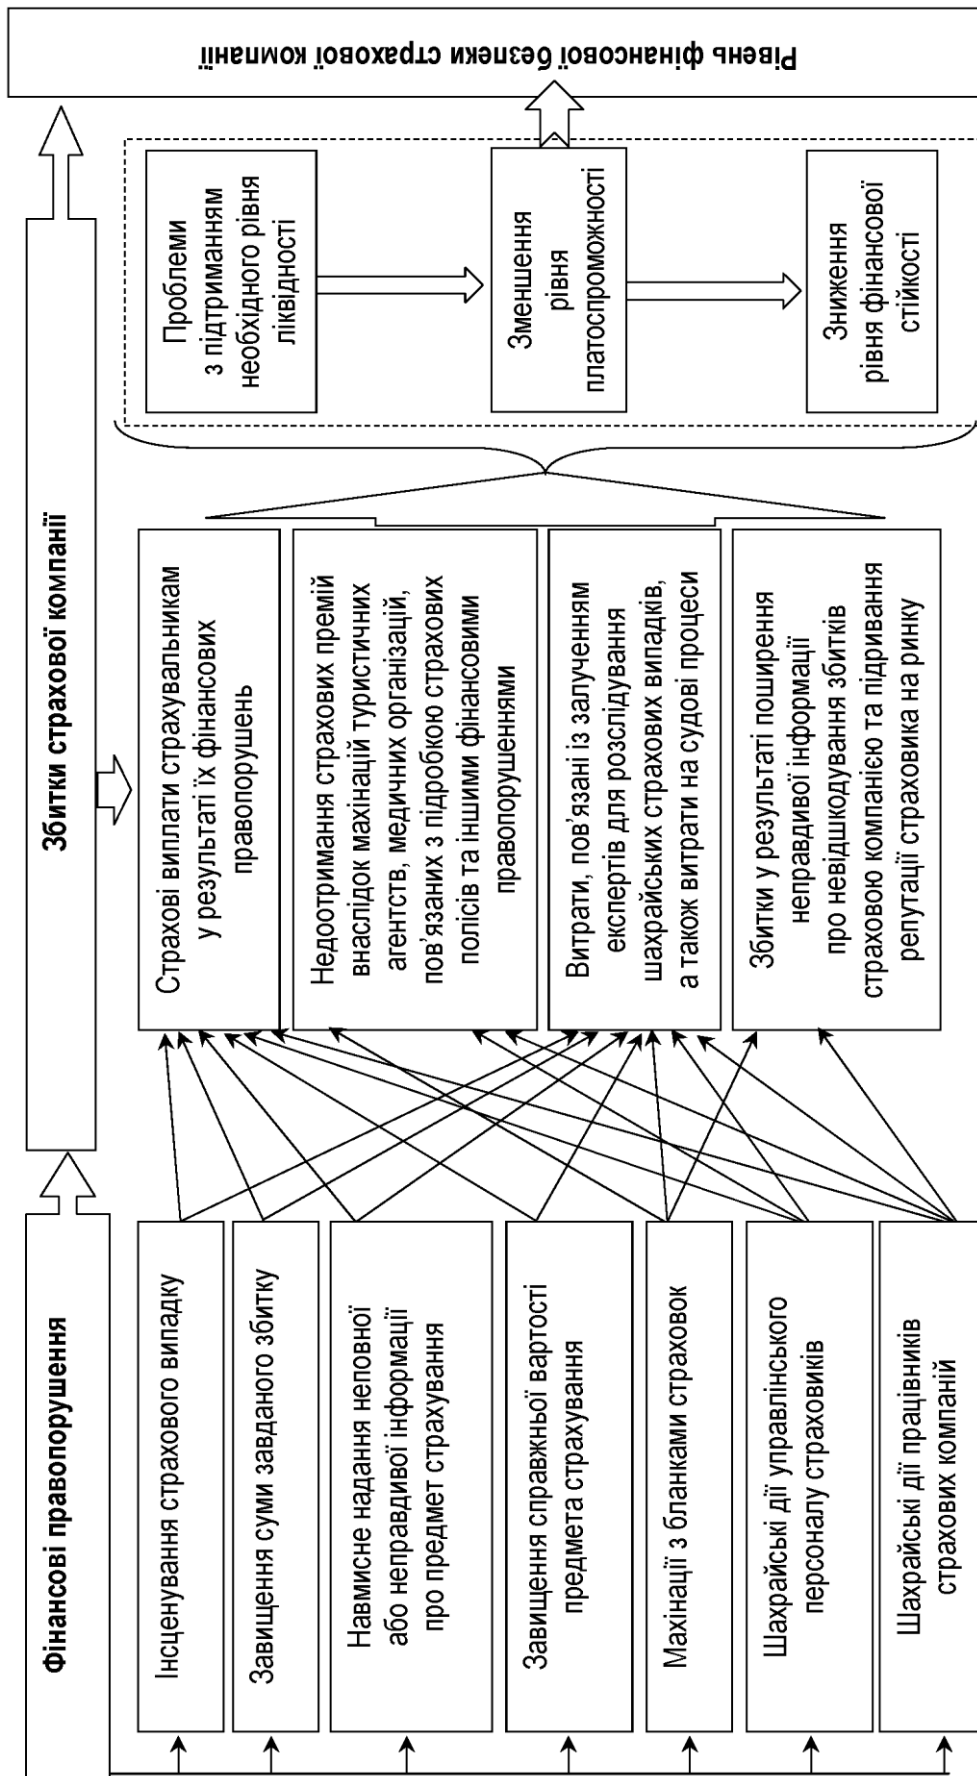 Фінансові правопорушення
Інсценування страхового випадку
Завищення суми завданого збитку
Навмисне надання неповної
або неправдивої інформації
про предмет страхування
Завищення справжньої вартості
предмета страхування
Махінації з бланками страховок
Шахрайські дії управлінського
персоналу страховиків
Шахрайські дії працівників
страхових компаній
Збитки страхової компанії
Страхові виплати страхувальникам
у результаті їх фінансових
правопорушень
Недоотримання страхових премій
внаслідок махінацій туристичних
агентств, медичних організацій,
пов’язаних з підробкою страхових
полісів та іншими фінансовими
правопорушеннями
Витрати, пов’язані із залученням
експертів для розслідування
шахрайських страхових випадків,
а також витрати на судові процеси
Збитки у результаті поширення
неправдивої інформації
про невідшкодування збитків
страховою компанією та підривання
репутації страховика на ринку
Проблеми
з підтриманням
необхідного рівня
ліквідності
Зменшення
рівня
платоспроможності
Зниження
рівня фінансової
стійкості
Рівень фінансової безпеки страхової компанії